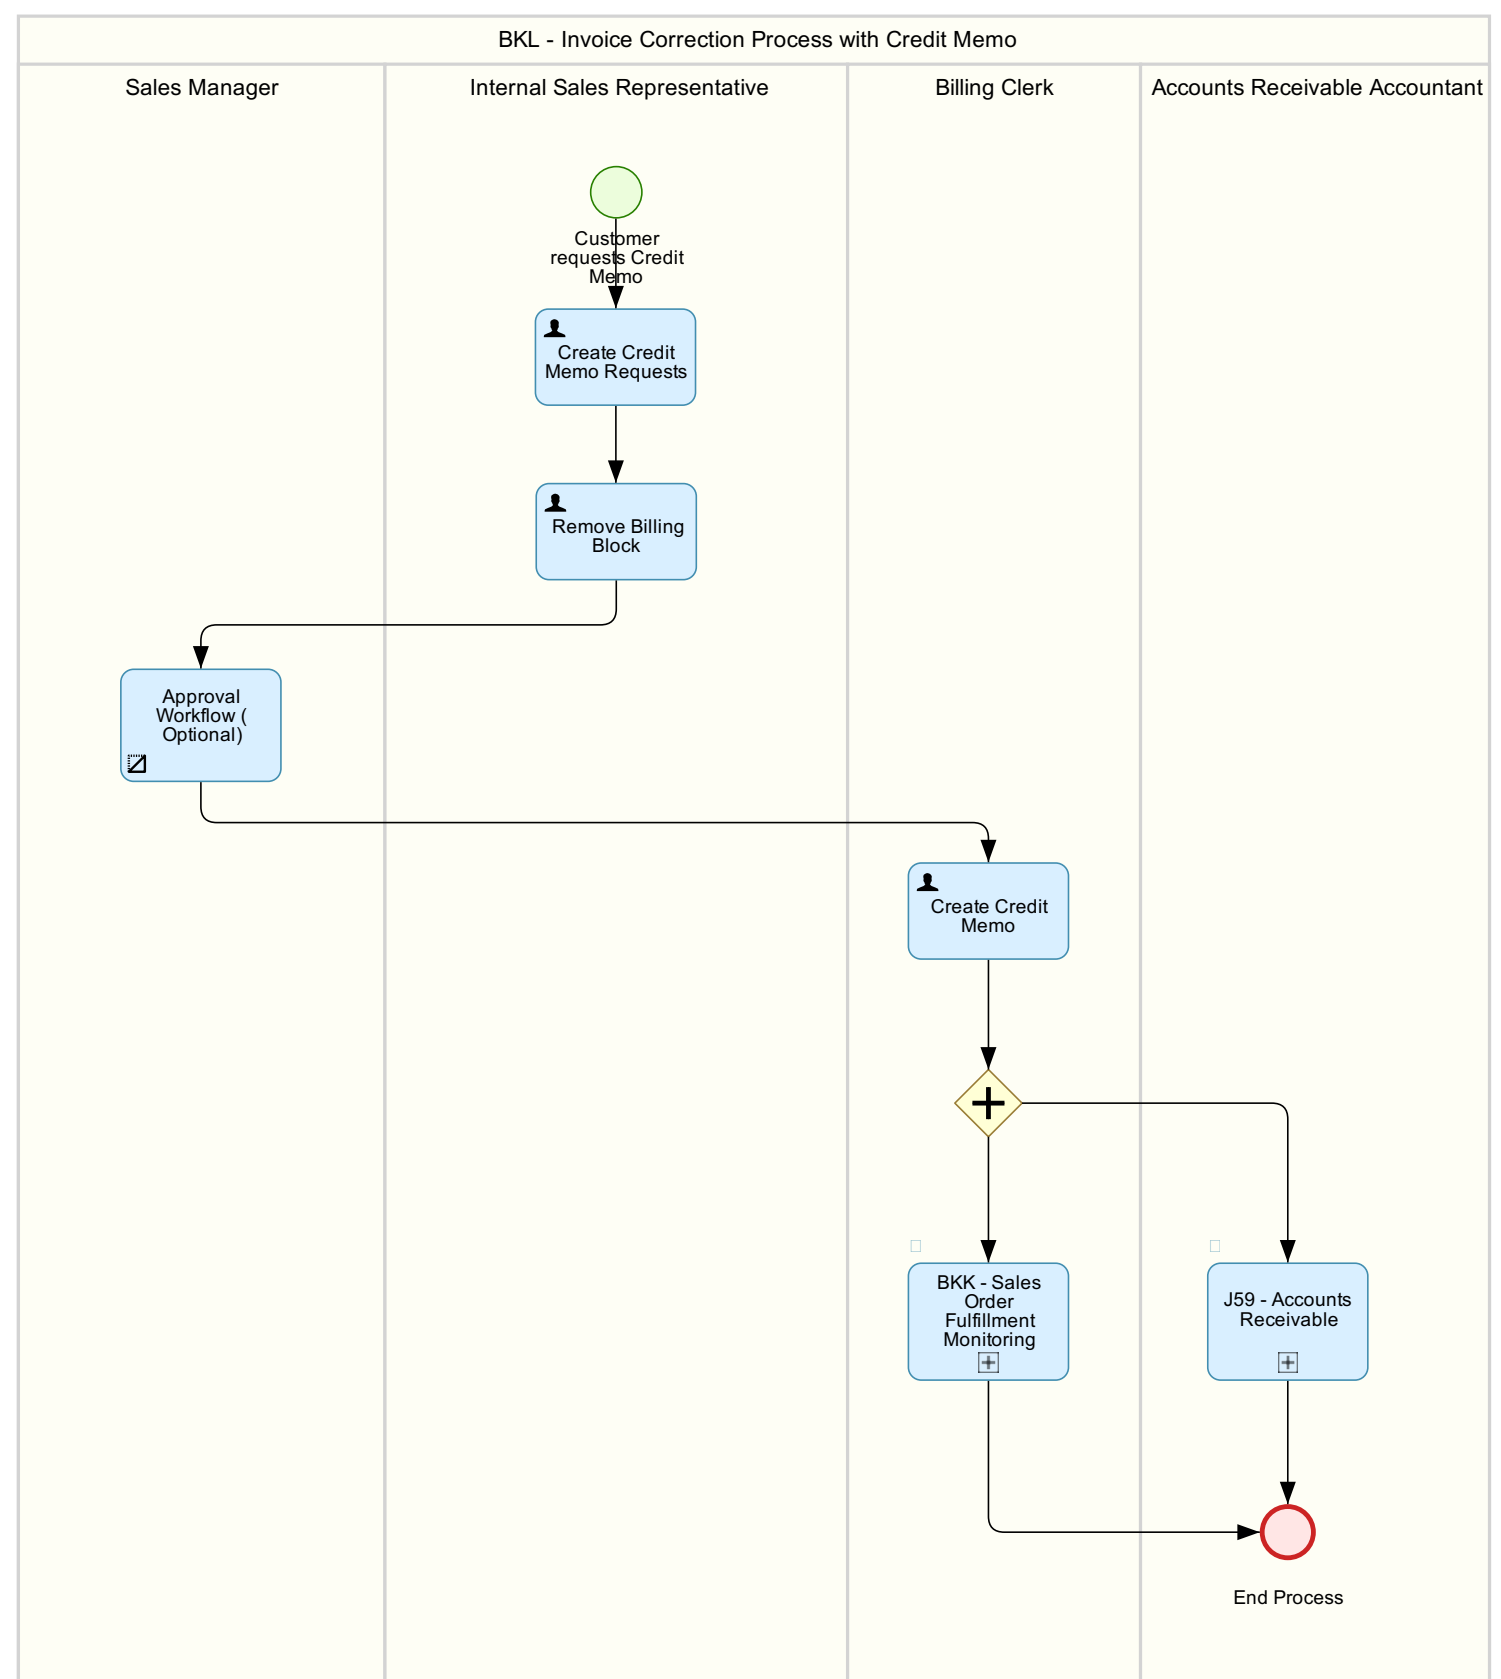 BKL - Invoice Correction Process with Credit Memo
Sales Manager
Internal Sales Representative
Billing Clerk
Accounts Receivable Accountant
Customer
requests Credit
Memo
Create Credit
Memo Requests
Remove Billing
Block
Approval
Workflow (
Optional)
Create Credit
Memo
BKK - Sales
Order
Fulfillment
Monitoring
J59 - Accounts
Receivable
End Process